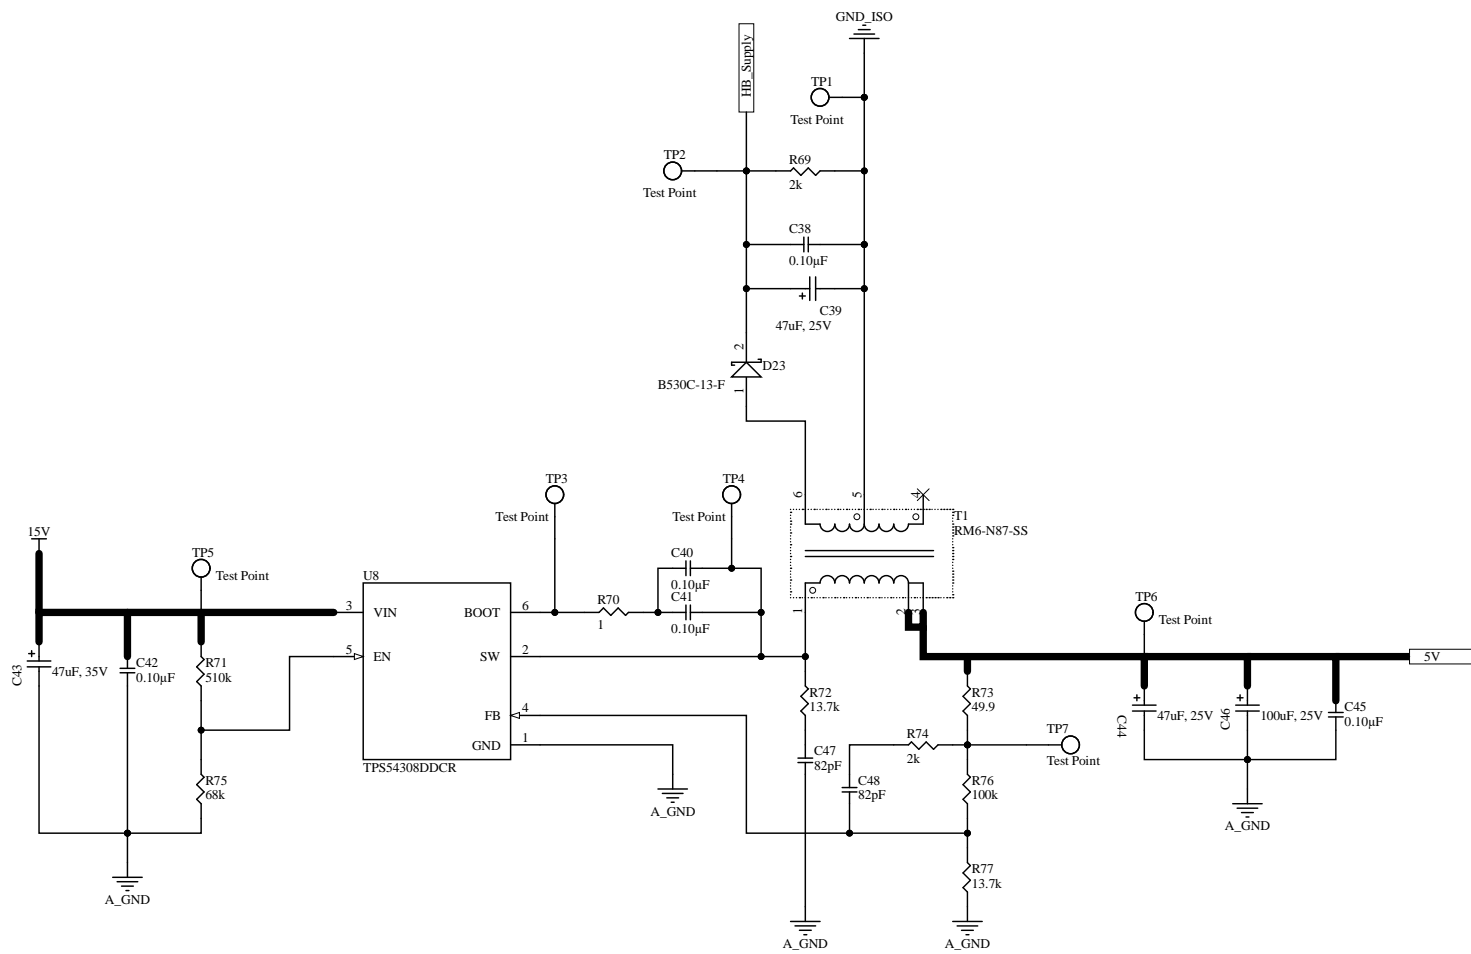 GND_ISO
HB_Supply
TP1
Test Point
TP2
Test Point
R69
2k
C38
0.10µF
C39
47uF, 25V
2
D23
B530C-13-F
1
TP3
Test Point
TP4
Test Point
6
5
4
T1
RM6-N87-SS
1
2
3
15V
TP5
Test Point
U8
3
VIN
BOOT
6
5
EN
SW
2
FB
4
GND
1
TPS54308DDCR
R70
1
C40
0.10µF
C41
0.10µF
C43
47uF, 35V
C42
0.10µF
R71
510k
R75
68k
A_GND
A_GND
R72
13.7k
C47
82pF
A_GND
C48
82pF
R74
2k
R73
49.9
TP7
Test Point
R76
100k
R77
13.7k
A_GND
TP6
Test Point
5V
C44
47uF, 25V
C46
100uF, 25V
C45
0.10µF
A_GND